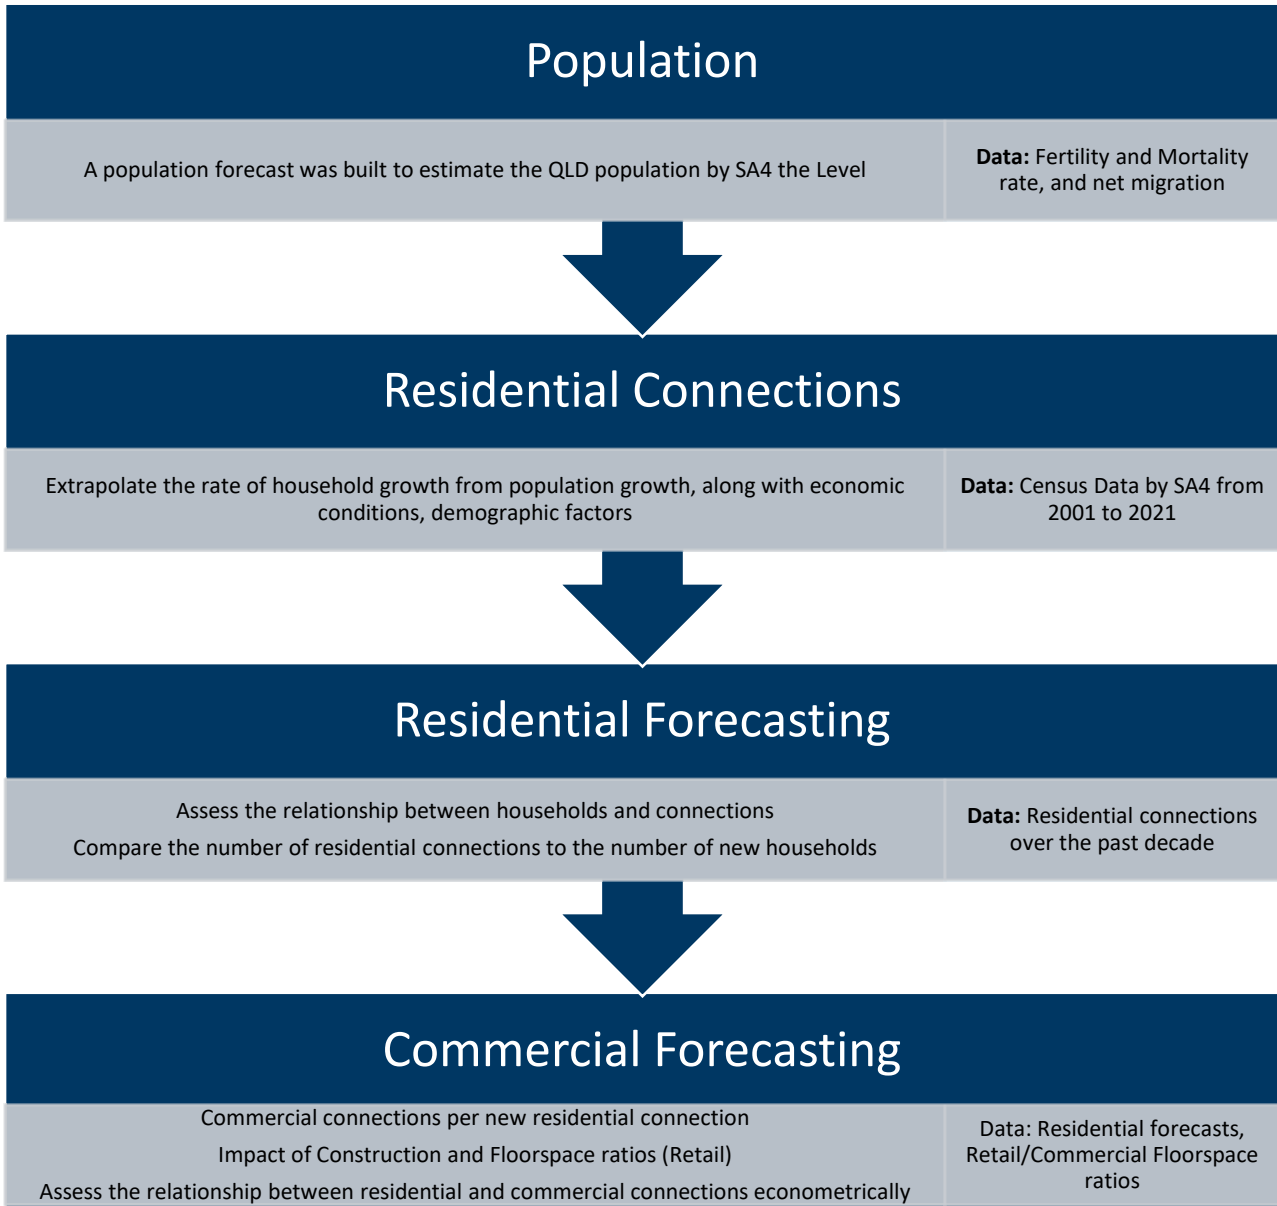 Population
A population forecast was built to estimate the QLD population by SA4 the Level
Data: Fertility and Mortality
rate, and net migration
Residential Connections
Extrapolate the rate of household growth from population growth, along with economic
conditions, demographic factors
Data: Census Data by SA4 from
2001 to 2021
Residential Forecasting
Assess the relationship between households and connections
Compare the number of residential connections to the number of new households
Data: Residential connections
over the past decade
Commercial Forecasting
Commercial connections per new residential connection
Impact of Construction and Floorspace ratios (Retail)
Assess the relationship between residential and commercial connections econometrically
Data: Residential forecasts,
Retail/Commercial Floorspace
ratios